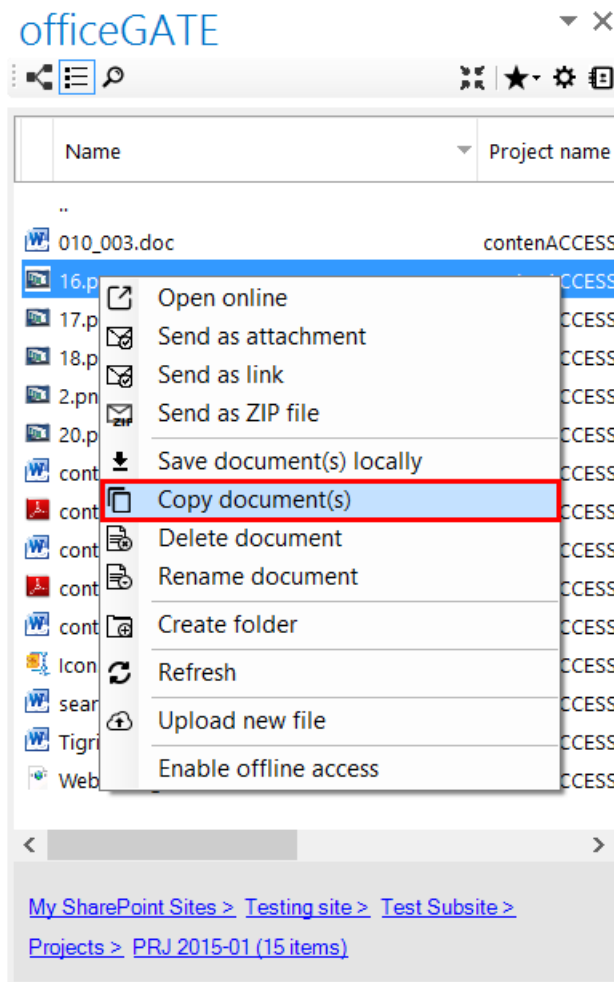 officeGATE
Name Project name
..
010_003.doc contenACCESS
16.p CCESS
Open online
17.p CCESS
Send as attachment
18.p CCESS
Send as link
2.pn CCESS
Send as ZIP file
20.p CCESS
Save document(s) locally
cont CCESS
Copy document(s)
cont CCESS
Delete document
cont CCESS
Rename document
cont CCESS
Create folder
cont CCESS
Refresh
Icon CCESS
sear CCESS
Upload new file
Tigri CCESS
Enable offline access
Web CCESS
My SharePoint Sites > Testing site > Test Subsite >
Projects > PRJ 2015-01 (15 items)